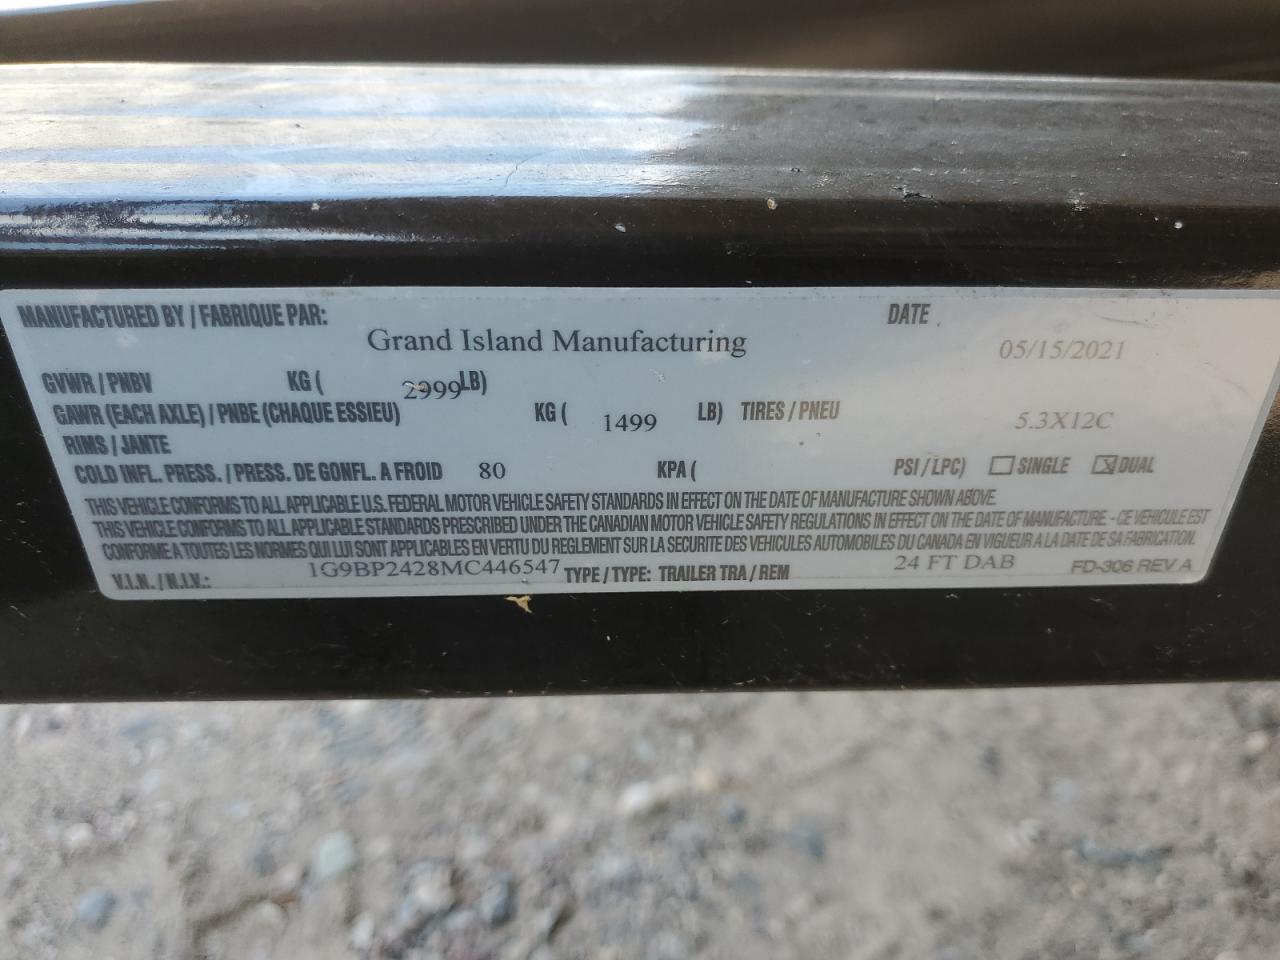 MANUFACTURED BY / FABRIQUE PAR: Grand Island Manufacturing DATE 05/15/2021
GVWR / PNBV KG ( 2999 LB)
GAWR (EACH AXLE) / PNBE (CHAQUE ESSIEU) KG ( 1499 LB) TIRES / PNEU 5.3X12C
RIMS / JANTE
COLD INFL. PRESS. / PRESS. DE GONFL. A FROID 80 KPA ( PSI / LPC) SINGLE DUAL
THIS VEHICLE CONFORMS TO ALL APPLICABLE U.S. FEDERAL MOTOR VEHICLE SAFETY STANDARDS IN EFFECT ON THE DATE OF MANUFACTURE SHOWN ABOVE.
THIS VEHICLE CONFORMS TO ALL APPLICABLE STANDARDS PRESCRIBED UNDER THE CANADIAN MOTOR VEHICLE SAFETY REGULATIONS IN EFFECT ON THE DATE OF MANUFACTURE. - CE VEHICULE EST
CONFORME A TOUTES LES NORMES QUI LUI SONT APPLICABLES EN VERTU DU REGLEMENT SUR LA SECURITE DES VEHICULES AUTOMOBILES DU CANADA EN VIGUEUR A LA DATE DE SA FABRICATION.
V.I.N. / N.I.V.: 1G9BP2428MC446547 TYPE / TYPE: TRAILER TRA / REM 24 FT DAB FD-306 REV A